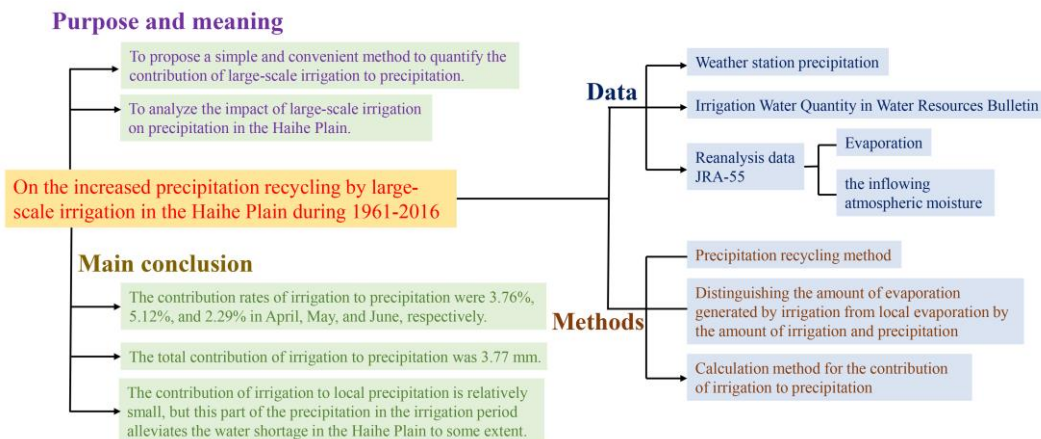 Purpose and meaning
To propose a simple and convenient method to quantify the
contribution of large-scale irrigation to precipitation.
To analyze the impact of large-scale irrigation
on precipitation in the Haihe Plain.
On the increased precipitation recycling by large-
scale irrigation in the Haihe Plain during 1961-2016
Main conclusion
The contribution rates of irrigation to precipitation were 3.76%,
5.12%, and 2.29% in April, May, and June, respectively.
The total contribution of irrigation to precipitation was 3.77 mm.
The contribution of irrigation to local precipitation is relatively
small, but this part of the precipitation in the irrigation period
alleviates the water shortage in the Haihe Plain to some extent.
Data
Weather station precipitation
Irrigation Water Quantity in Water Resources Bulletin
Reanalysis data
JRA-55
Evaporation
the inflowing
atmospheric moisture
Methods
Precipitation recycling method
Distinguishing the amount of evaporation
generated by irrigation from local evaporation by
the amount of irrigation and precipitation
Calculation method for the contribution
of irrigation to precipitation